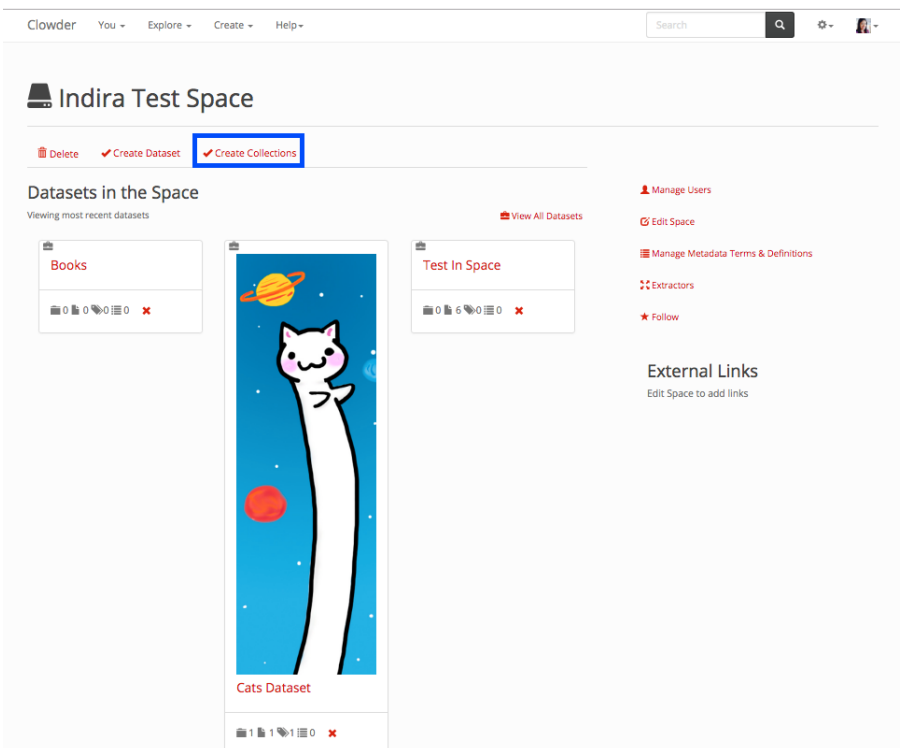 Clowder You Explore Create Help Search
Indira Test Space
Delete Create Dataset Create Collections
Datasets in the Space
Viewing most recent datasets
View All Datasets
Books
0 0 0 0
Cats Dataset
1 1 1 0
Test In Space
0 6 0 0
Manage Users
Edit Space
Manage Metadata Terms & Definitions
Extractors
Follow
External Links
Edit Space to add links